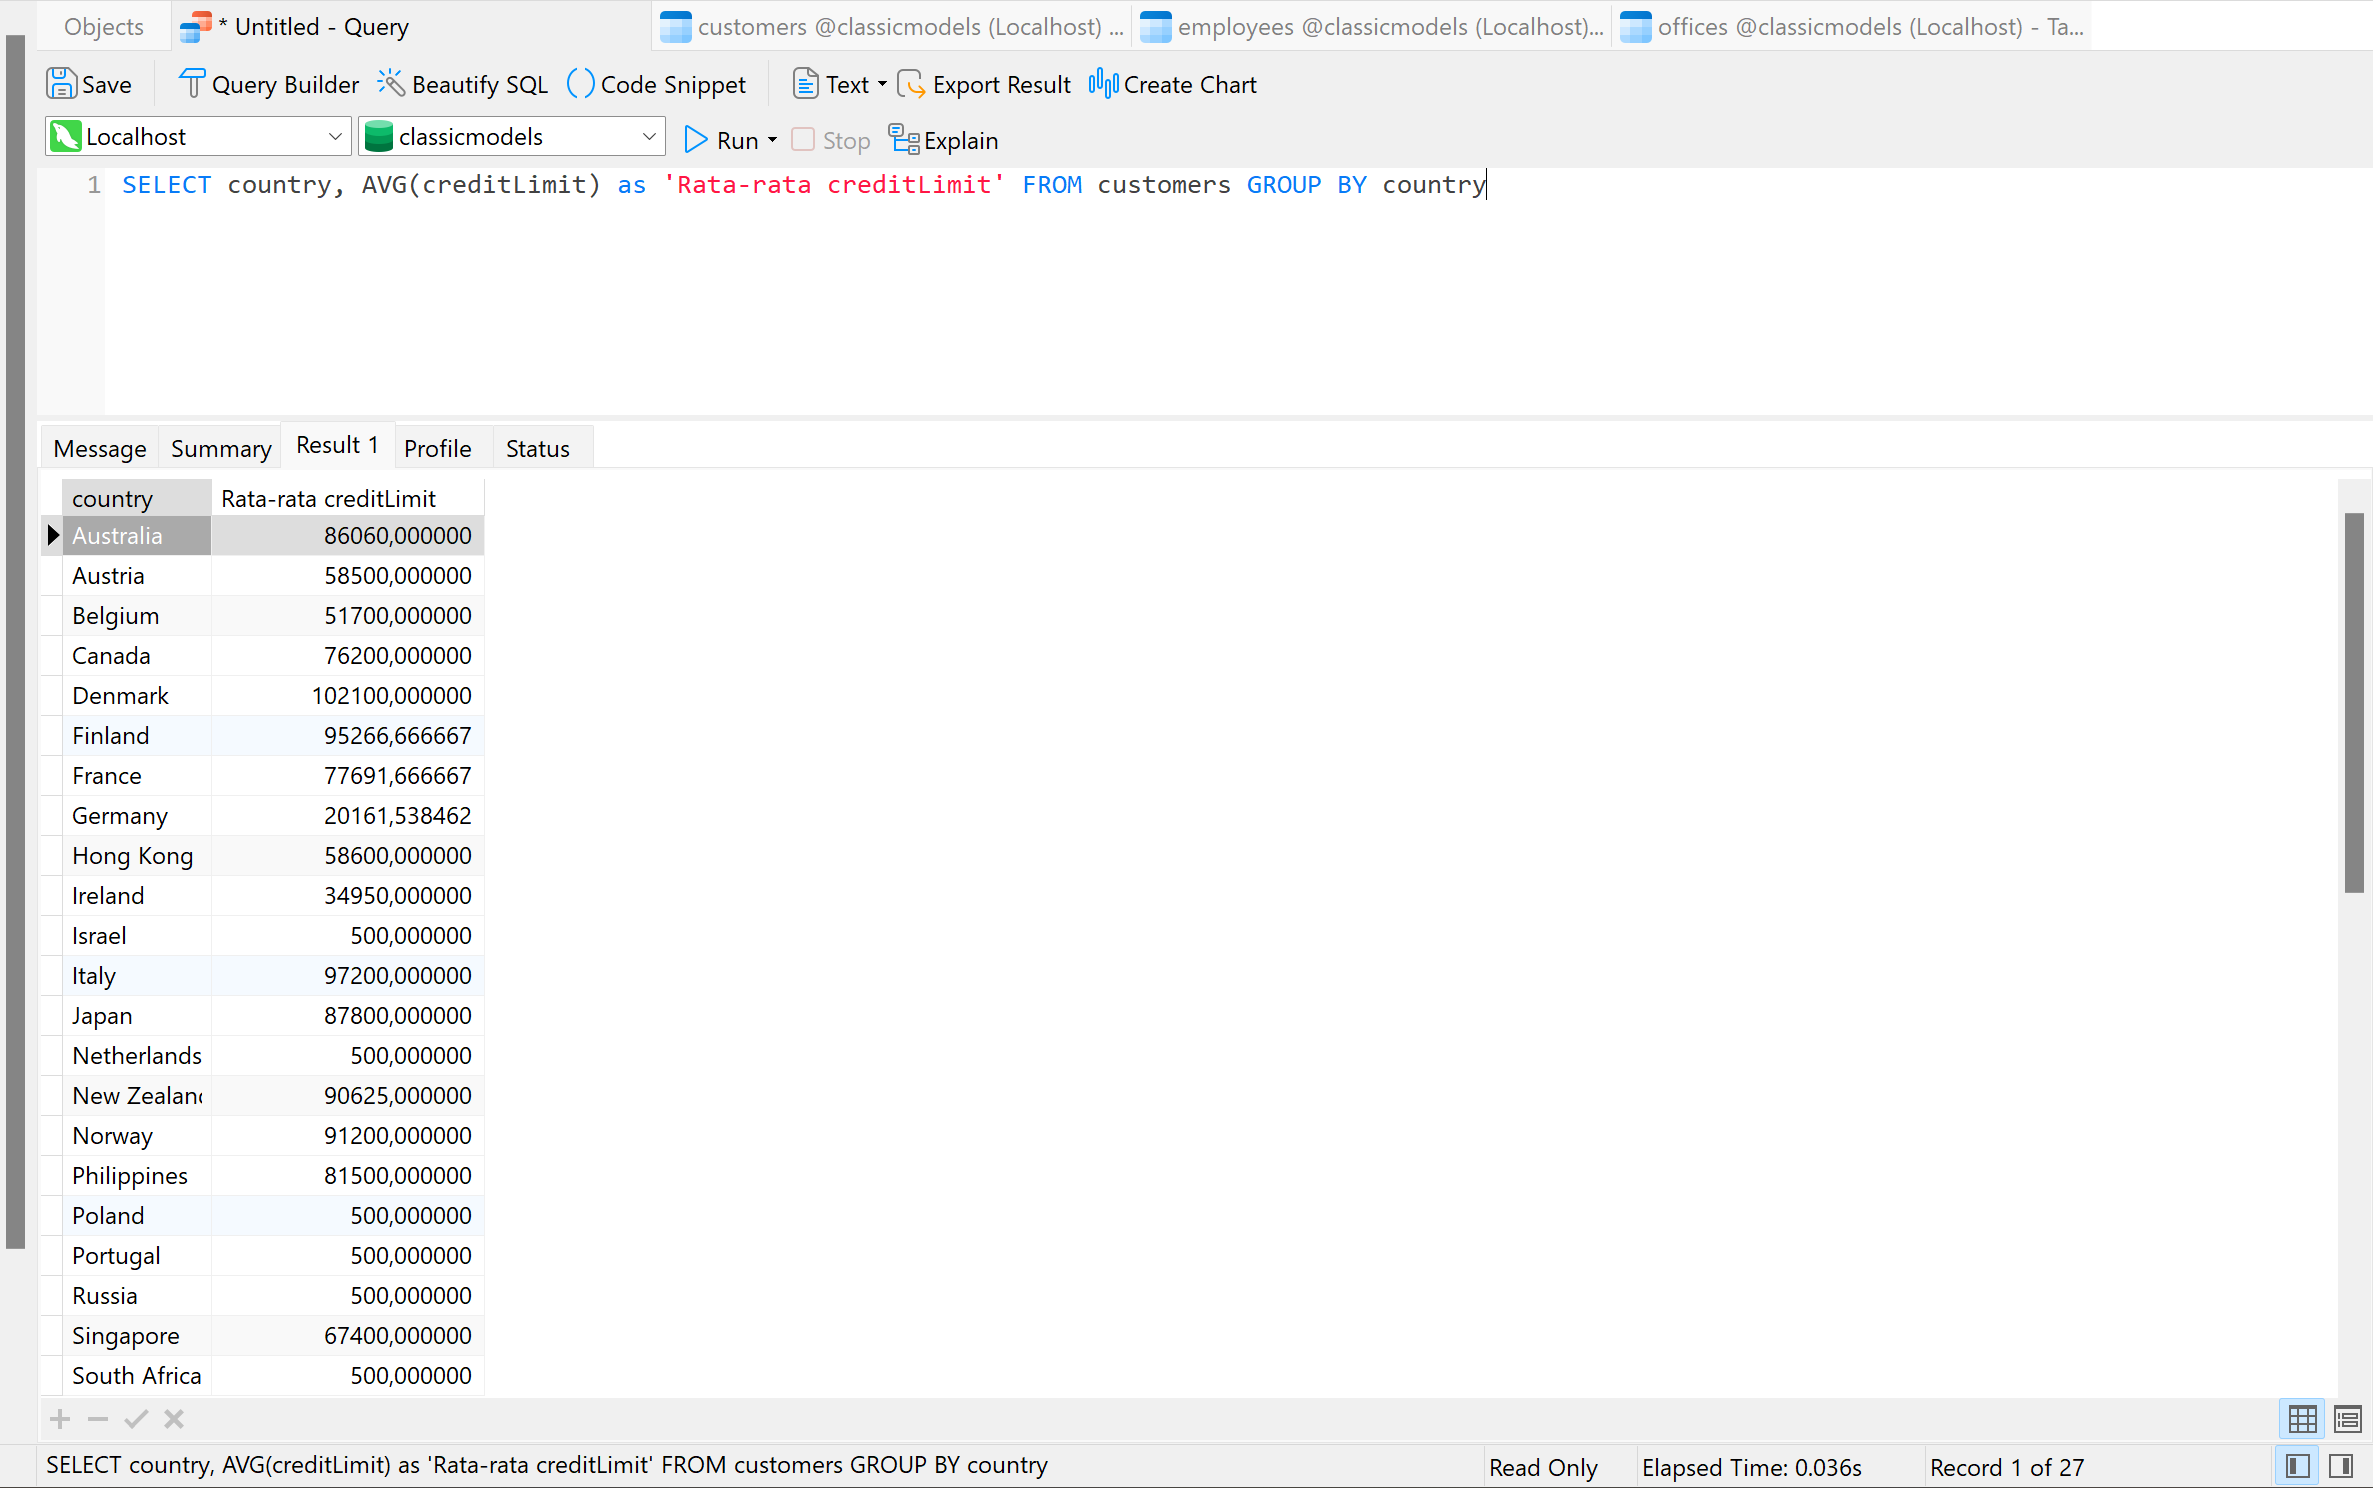 Objects * Untitled - Query customers @classicmodels (Localhost) ... employees @classicmodels (Localhost)... offices @classicmodels (Localhost) - Ta...
Save Query Builder Beautify SQL Code Snippet Text Export Result Create Chart
Localhost classicmodels Run Stop Explain
1 SELECT country, AVG(creditLimit) as 'Rata-rata creditLimit' FROM customers GROUP BY country
Message Summary Result 1 Profile Status
country Rata-rata creditLimit
Australia 86060,000000
Austria 58500,000000
Belgium 51700,000000
Canada 76200,000000
Denmark 102100,000000
Finland 95266,666667
France 77691,666667
Germany 20161,538462
Hong Kong 58600,000000
Ireland 34950,000000
Israel 500,000000
Italy 97200,000000
Japan 87800,000000
Netherlands 500,000000
New Zealand 90625,000000
Norway 91200,000000
Philippines 81500,000000
Poland 500,000000
Portugal 500,000000
Russia 500,000000
Singapore 67400,000000
South Africa 500,000000
SELECT country, AVG(creditLimit) as 'Rata-rata creditLimit' FROM customers GROUP BY country Read Only Elapsed Time: 0.036s Record 1 of 27